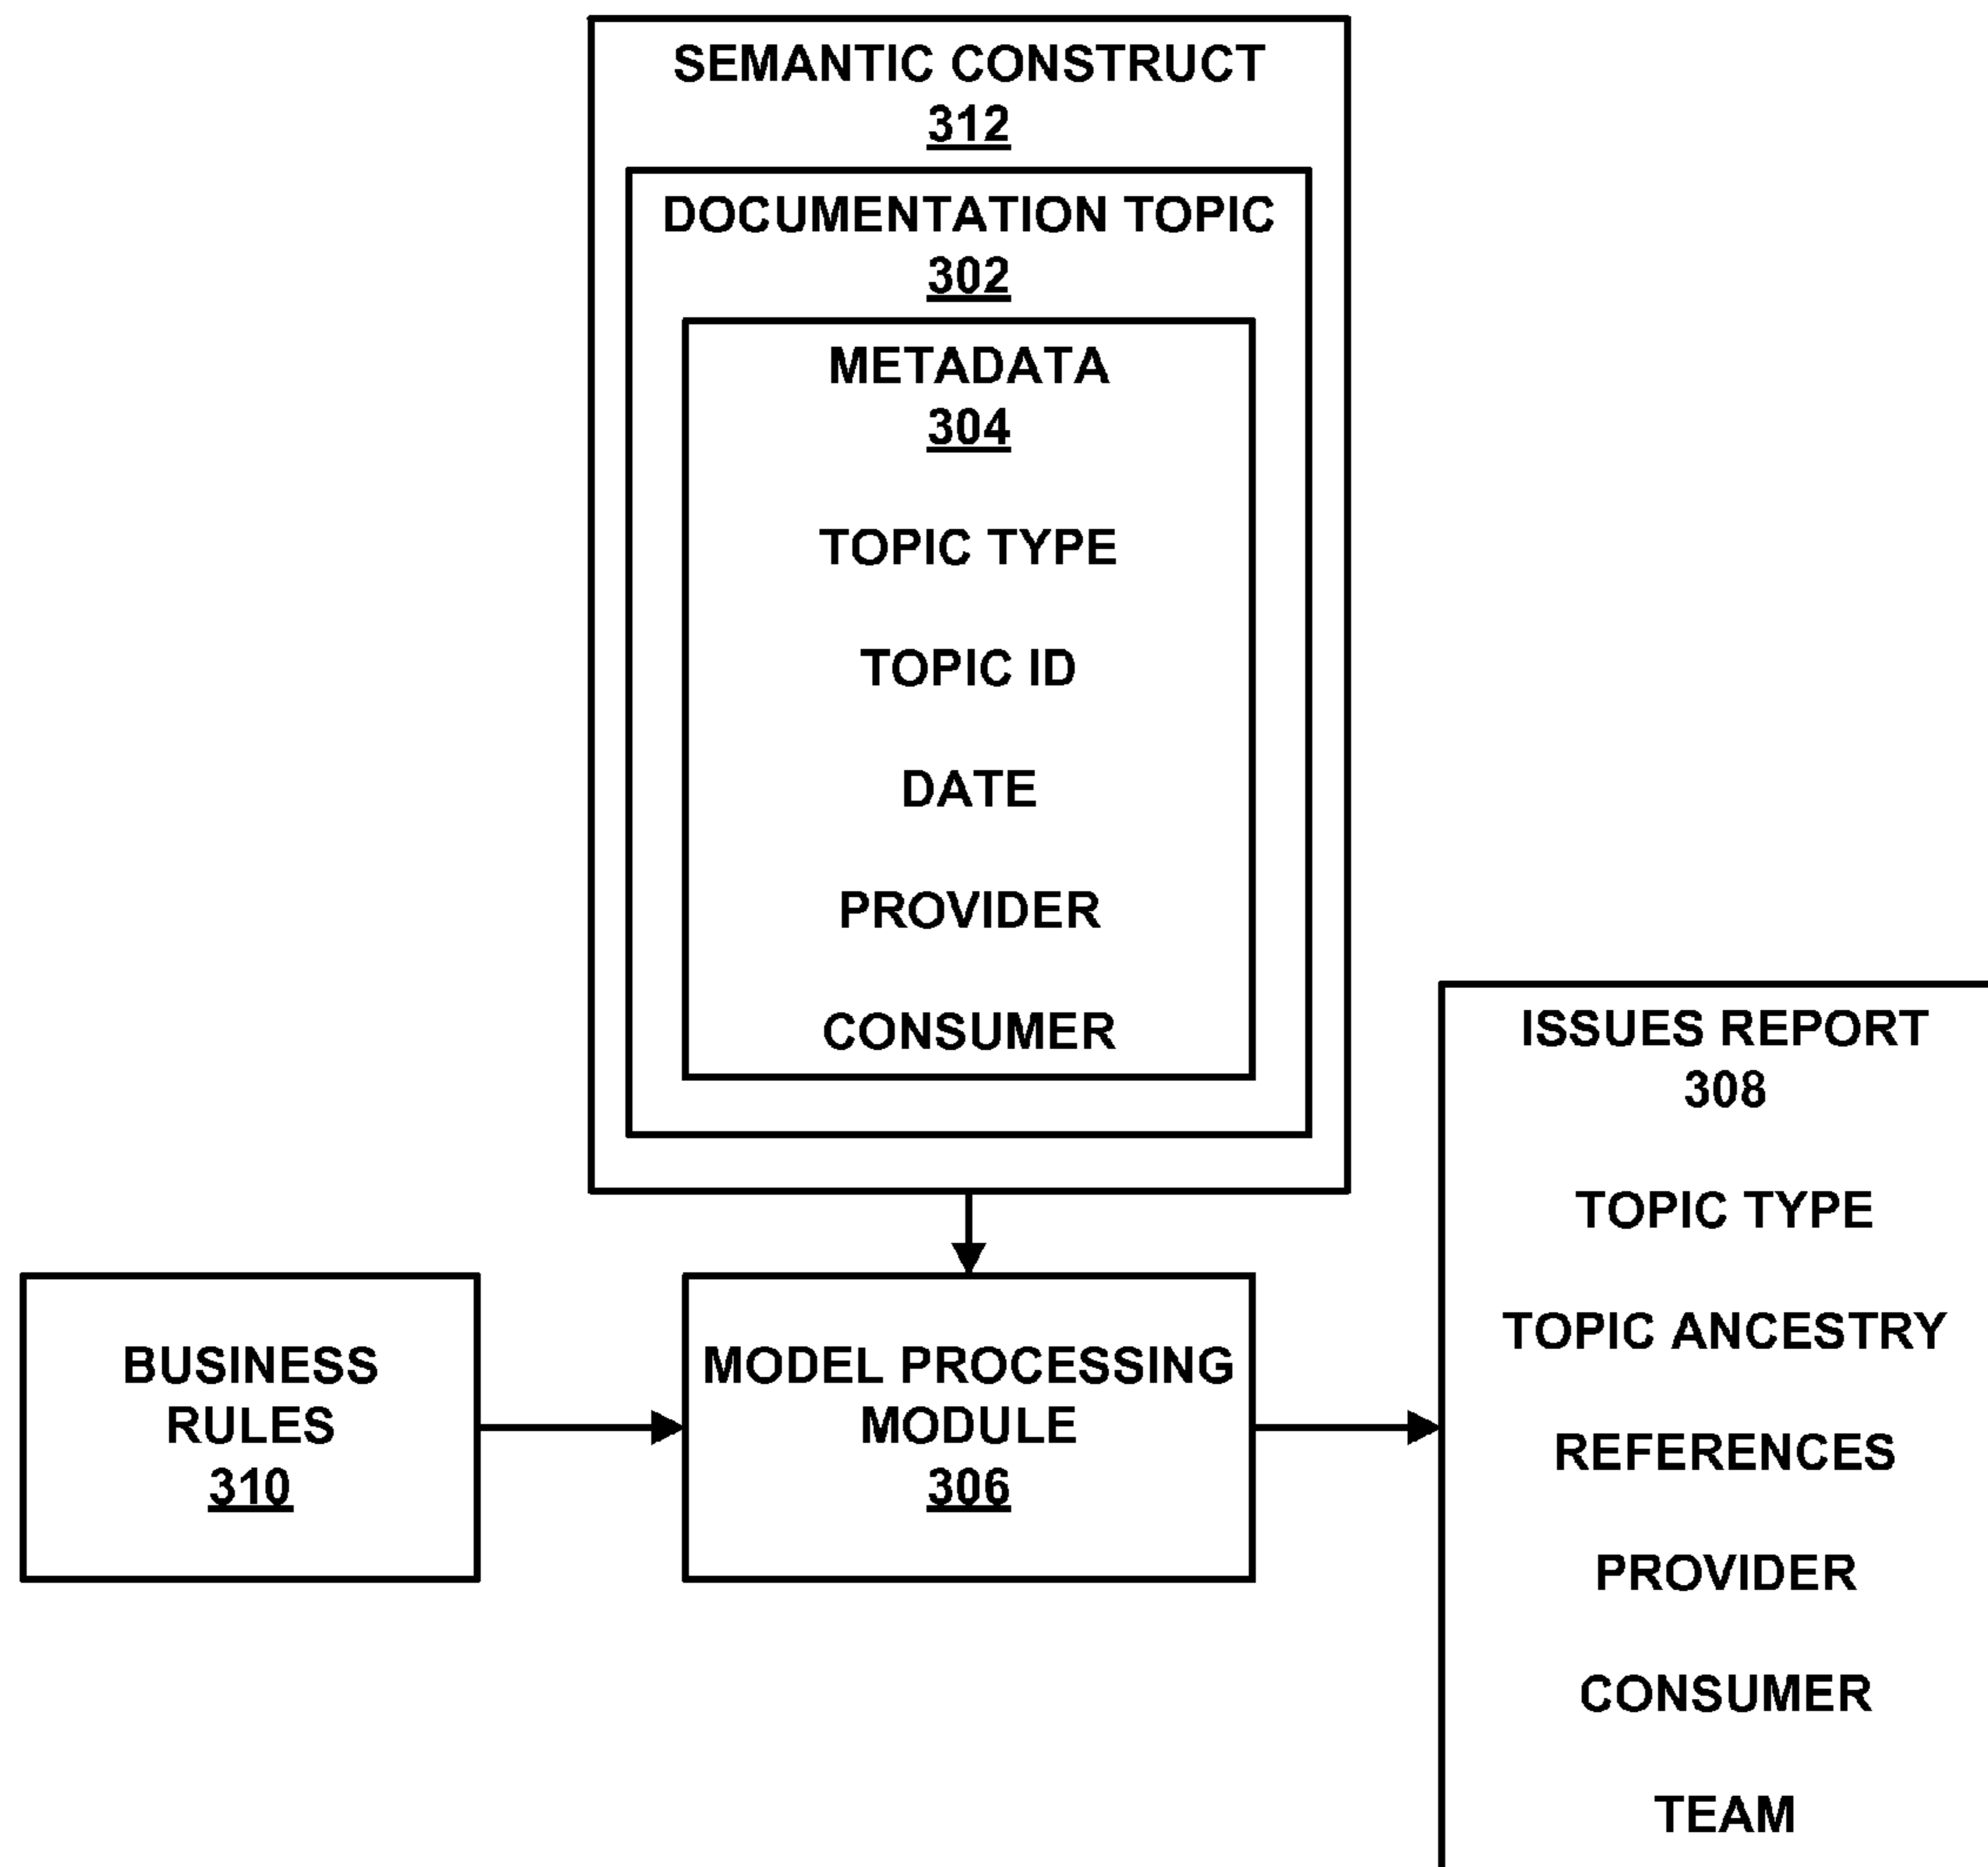 SEMANTIC CONSTRUCT
312
DOCUMENTATION TOPIC
302
METADATA
304
TOPIC TYPE
TOPIC ID
DATE
PROVIDER
CONSUMER
BUSINESS
RULES
310
MODEL PROCESSING
MODULE
306
ISSUES REPORT
308
TOPIC TYPE
TOPIC ANCESTRY
REFERENCES
PROVIDER
CONSUMER
TEAM